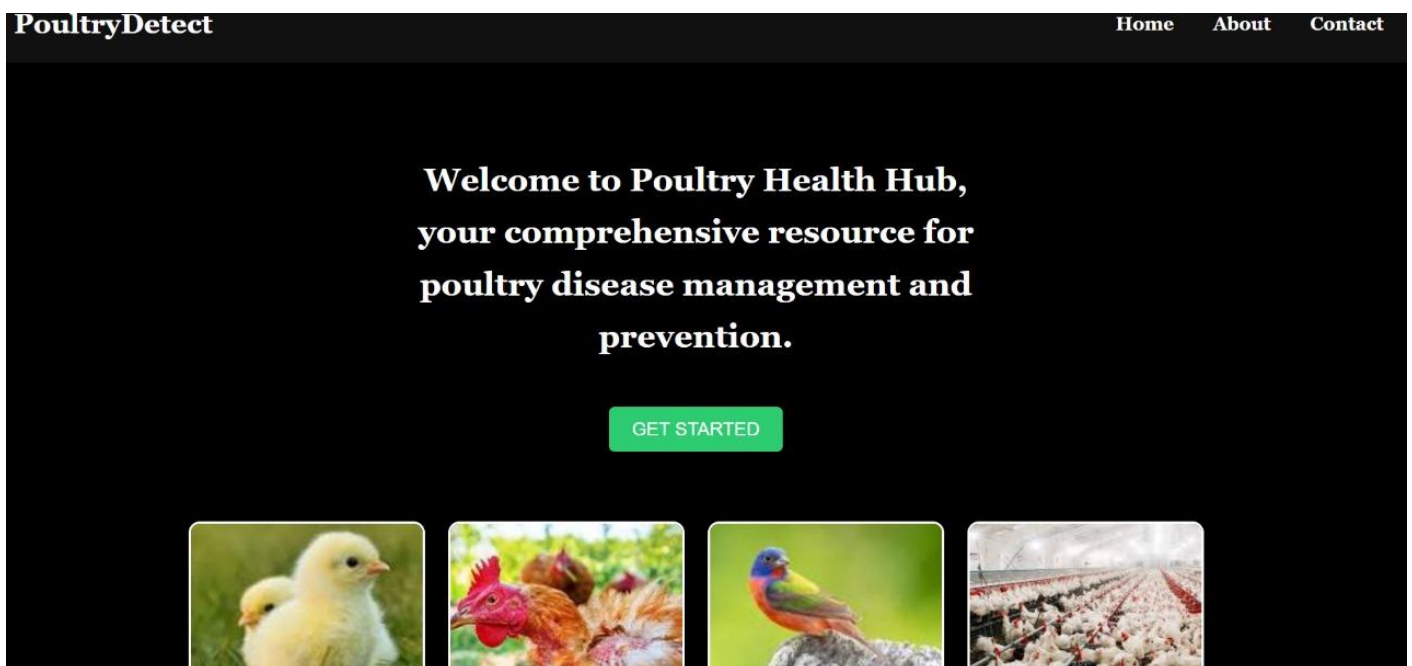 PoultryDetect
Home About Contact
Welcome to Poultry Health Hub,
your comprehensive resource for
poultry disease management and
prevention.
GET STARTED